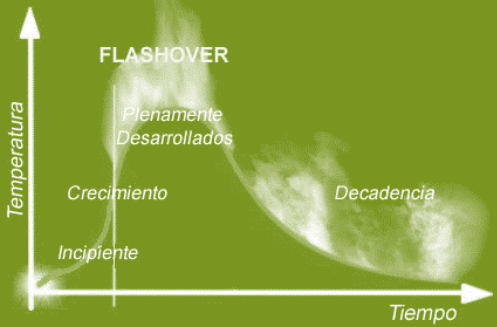 FLASHOVER
Plenamente
Desarrollados
Temperatura
Crecimiento
Decadencia
Incipiente
Tiempo